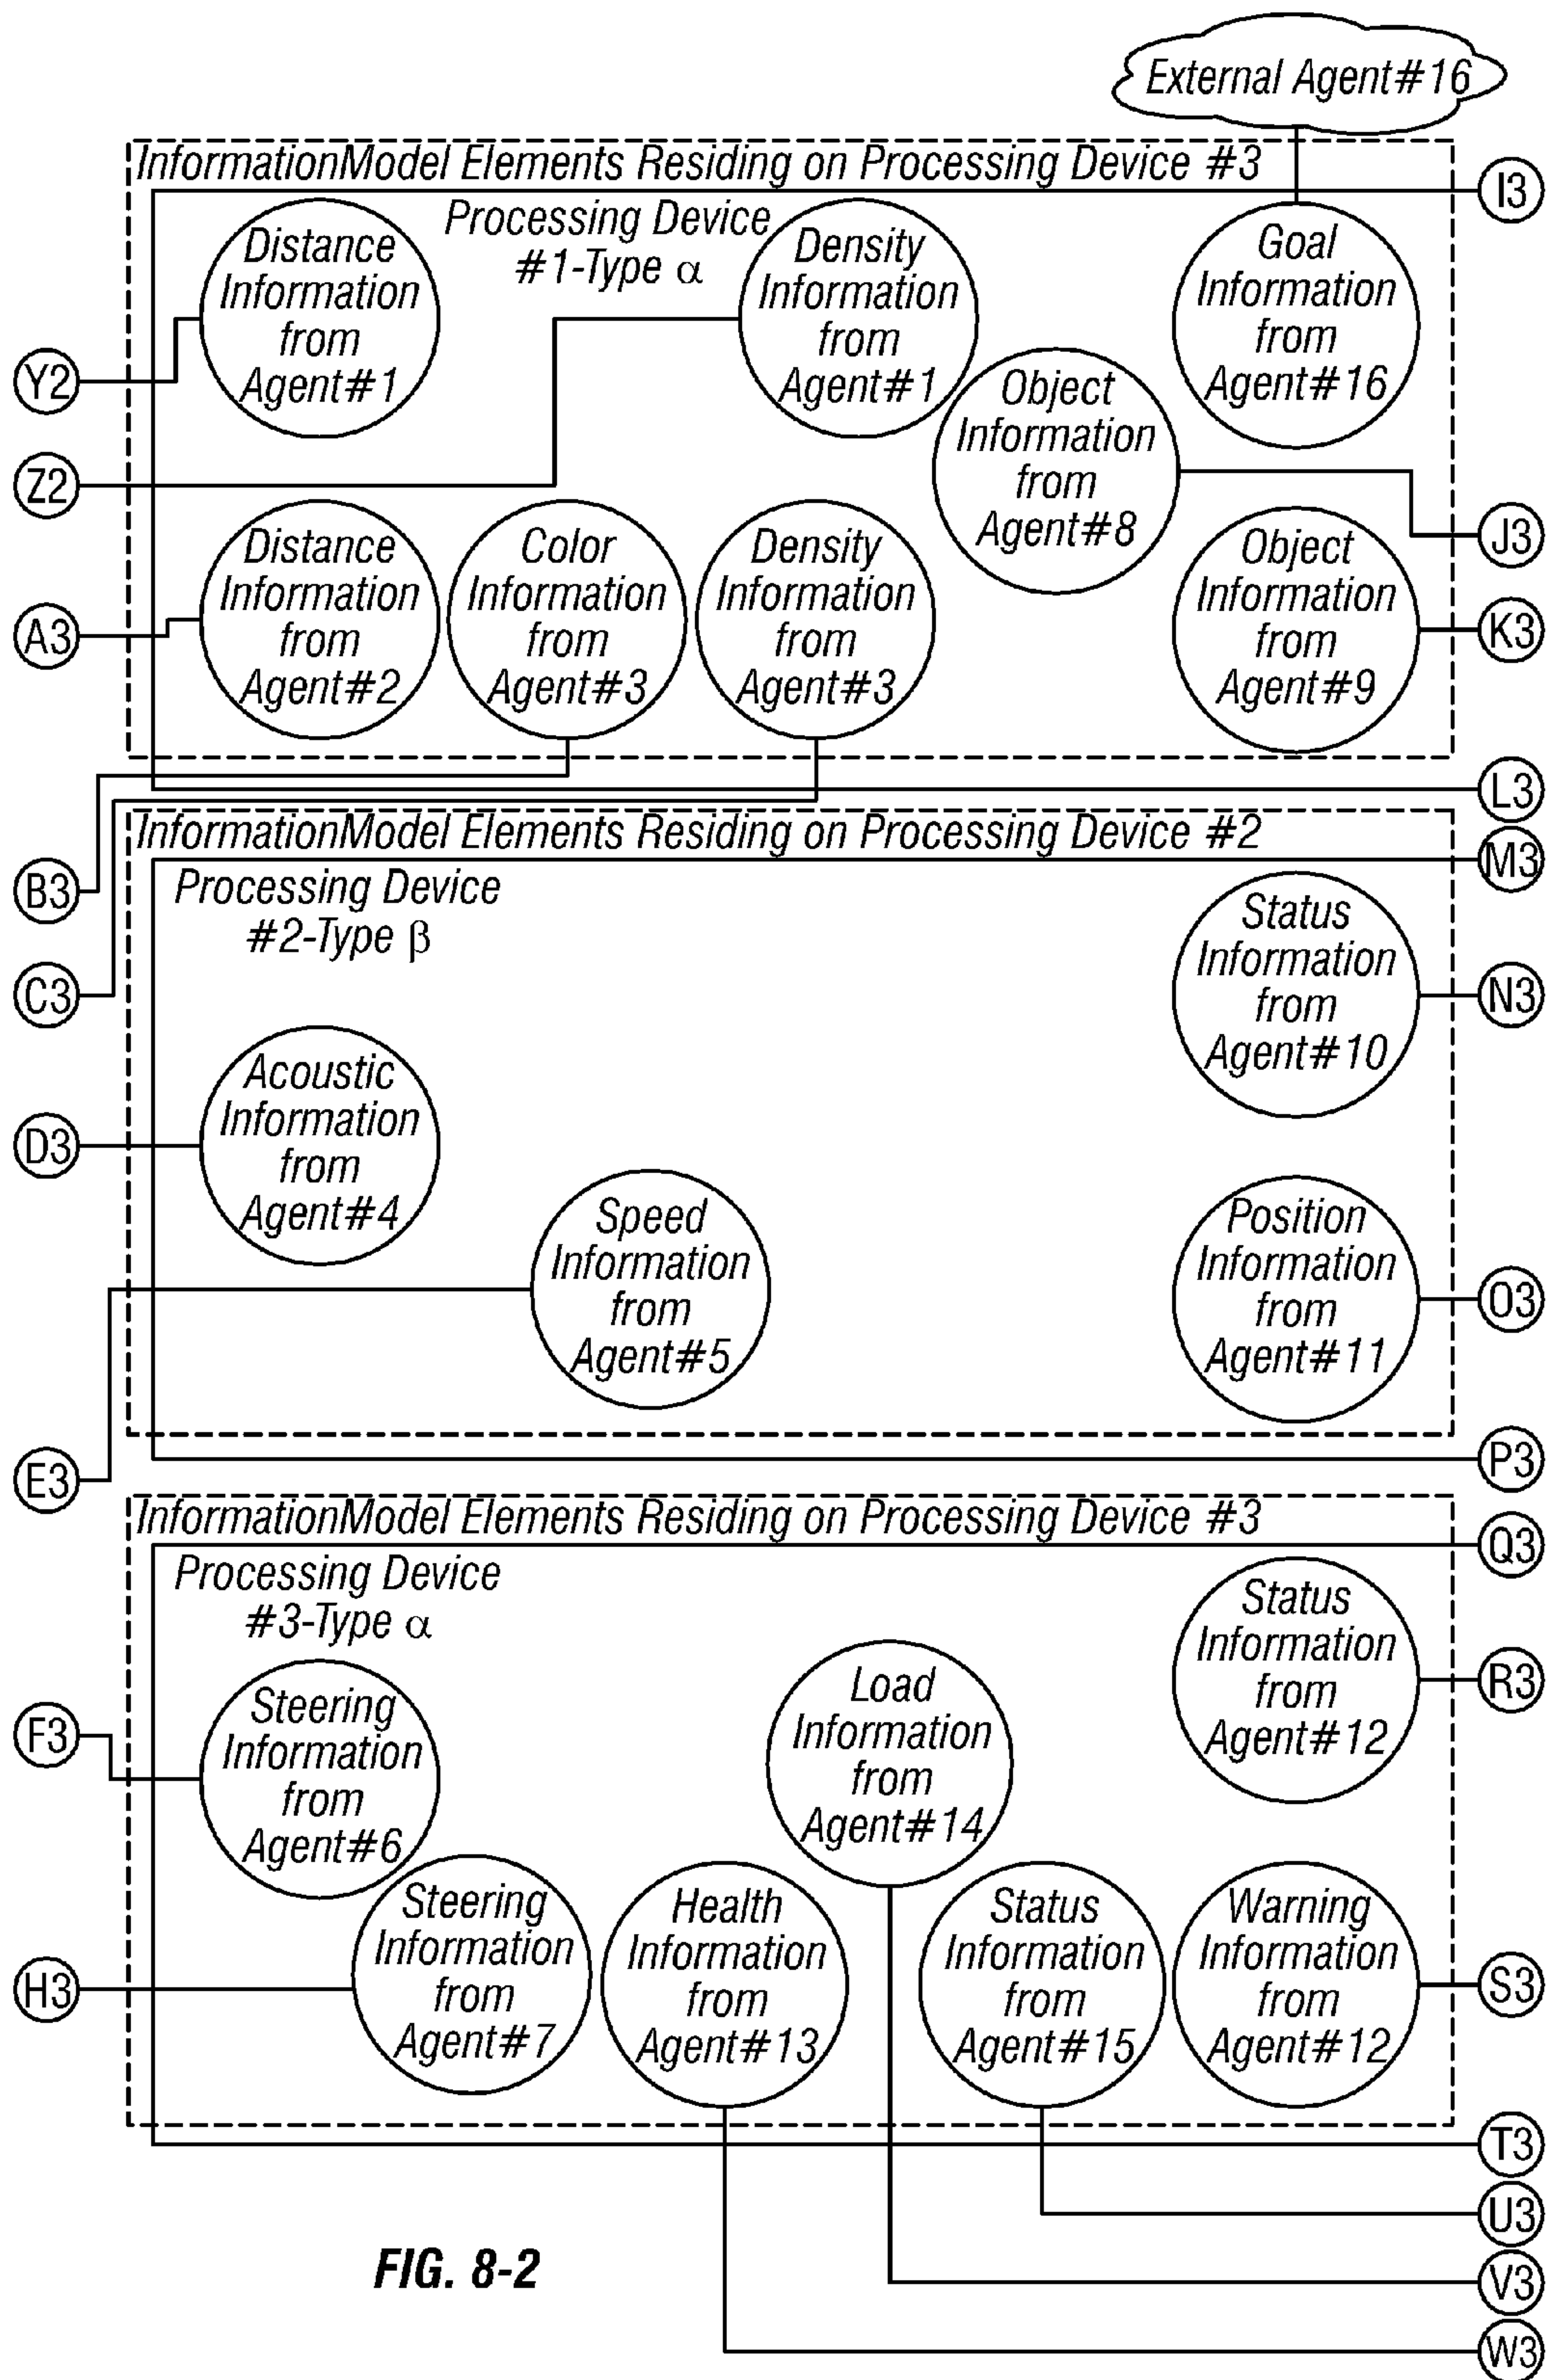 External Agent#16
InformationModel Elements Residing on Processing Device #3
I3
Processing Device
#1-Type α
Distance
Information
from
Agent#1
Density
Information
from
Agent#1
Goal
Information
from
Agent#16
Y2
Object
Information
from
Agent#8
Z2
J3
Distance
Information
from
Agent#2
Color
Information
from
Agent#3
Density
Information
from
Agent#3
Object
Information
from
Agent#9
A3
K3
L3
InformationModel Elements Residing on Processing Device #2
M3
B3
Processing Device
#2-Type β
Status
Information
from
Agent#10
C3
N3
Acoustic
Information
from
Agent#4
D3
Speed
Information
from
Agent#5
Position
Information
from
Agent#11
O3
E3
P3
InformationModel Elements Residing on Processing Device #3
Q3
Processing Device
#3-Type α
Status
Information
from
Agent#12
R3
F3
Steering
Information
from
Agent#6
Load
Information
from
Agent#14
Steering
Information
from
Agent#7
Health
Information
from
Agent#13
Status
Information
from
Agent#15
Warning
Information
from
Agent#12
H3
S3
T3
U3
FIG. 8-2
V3
W3